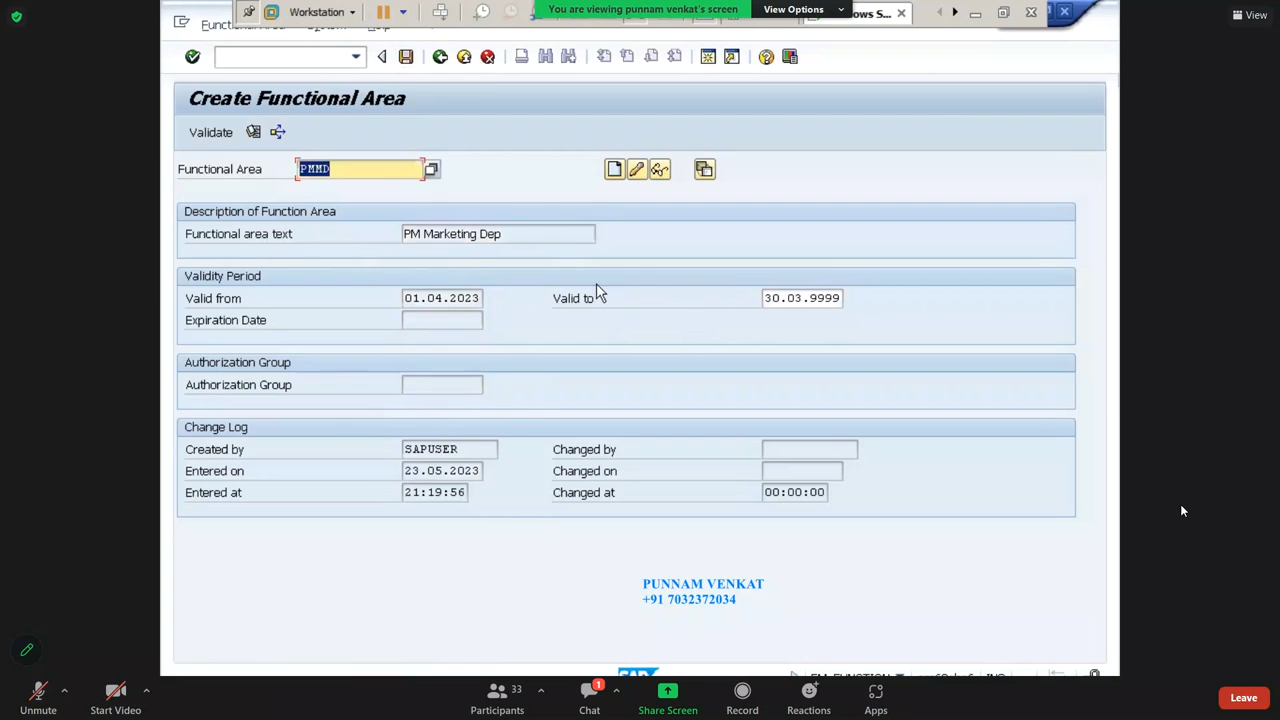 Workstation
You are viewing punnam venkat's screen
View Options
View
Create Functional Area
Validate
Functional Area PMMD
Description of Function Area
Functional area text PM Marketing Dep
Validity Period
Valid from 01.04.2023 Valid to 30.03.9999
Expiration Date
Authorization Group
Authorization Group
Change Log
Created by SAPUSER Changed by
Entered on 23.05.2023 Changed on
Entered at 21:19:56 Changed at 00:00:00
PUNNAM VENKAT
+91 7032372034
33
1
Unmute
Start Video
Participants
Chat
Share Screen
Record
Reactions
Apps
Leave